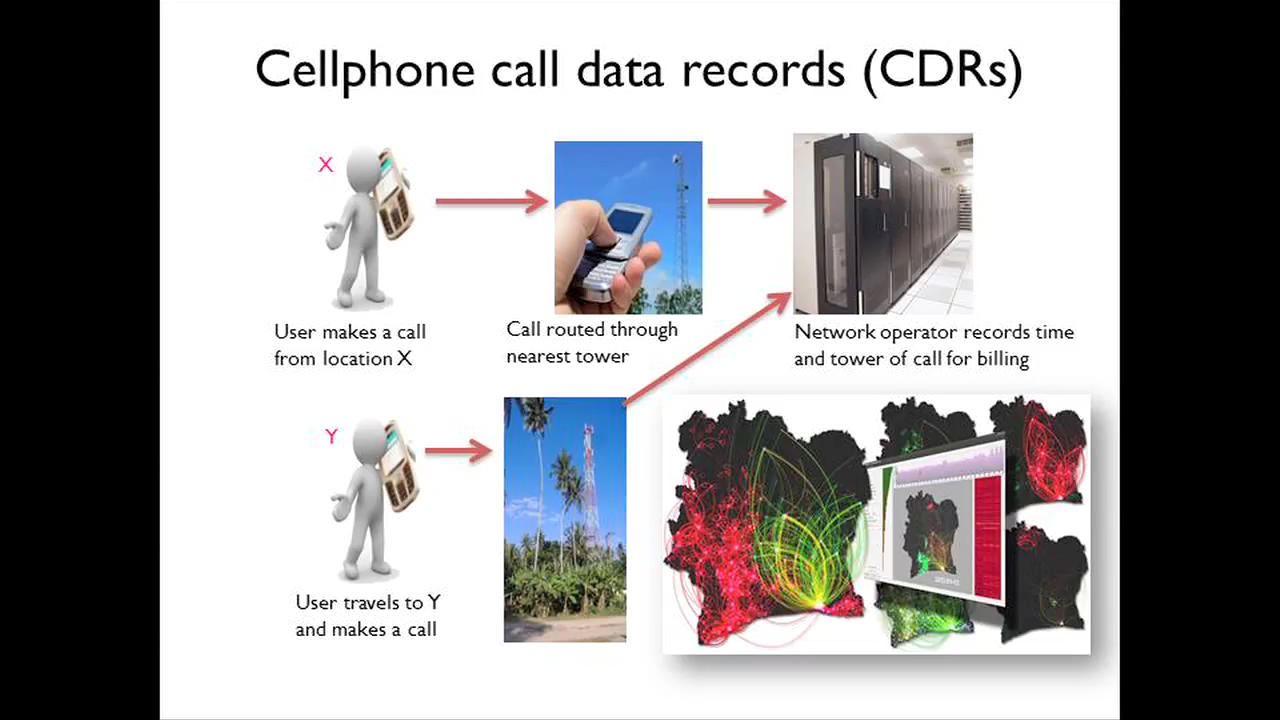 Cellphone call data records (CDRs)
X
User makes a call
from location X
Call routed through
nearest tower
Network operator records time
and tower of call for billing
Y
User travels to Y
and makes a call